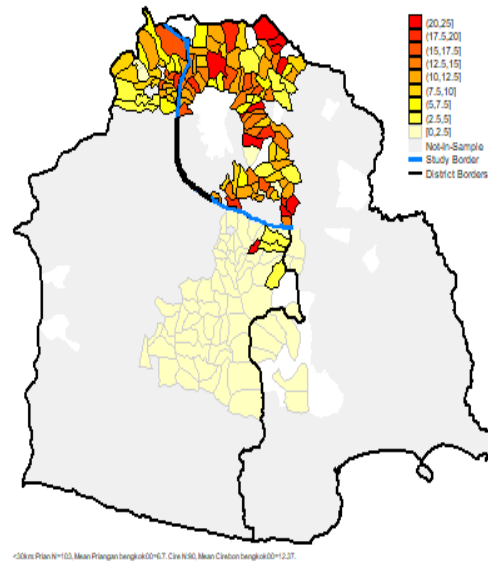 (20,25]
(17.5,20]
(15,17.5]
(12.5,15]
(10,12.5]
(7.5,10]
(5,7.5]
(2.5,5]
[0,2.5]
Not-In-Sample
Study Border
District Borders
<30km: Prian N=103, Mean Priangan bengkok00=6.7. Cire N:90, Mean Cirebon bengkok00=12.37.